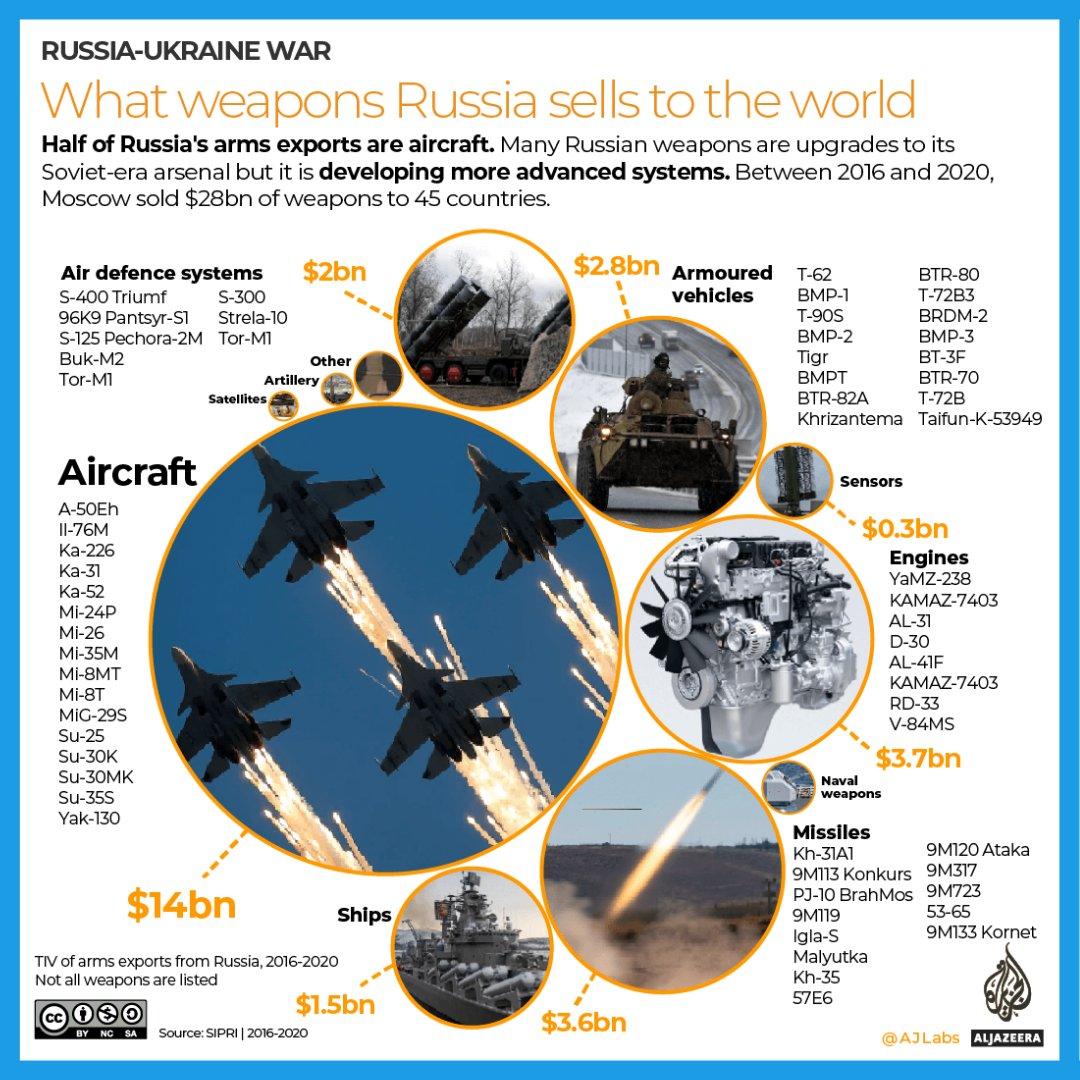 RUSSIA-UKRAINE WAR
What weapons Russia sells to the world
Half of Russia's arms exports are aircraft. Many Russian weapons are upgrades to its
Soviet-era arsenal but it is developing more advanced systems. Between 2016 and 2020,
Moscow sold $28bn of weapons to 45 countries.
Air defence systems
$2bn
S-400 Triumf
96K9 Pantsyr-S1
S-125 Pechora-2M
Buk-M2
Tor-M1
S-300
Strela-10
Tor-M1
Other
Artillery
Satellites
$2.8bn
Armoured
vehicles
T-62
BMP-1
T-90S
BMP-2
Tigr
BMPT
BTR-82A
Khrizantema
BTR-80
T-72B3
BRDM-2
BMP-3
BT-3F
BTR-70
T-72B
Taifun-K-53949
Aircraft
A-50Eh
Il-76M
Ka-226
Ka-31
Ka-52
Mi-24P
Mi-26
Mi-35M
Mi-8MT
Mi-8T
MiG-29S
Su-25
Su-30K
Su-30MK
Su-35S
Yak-130
$14bn
Sensors
$0.3bn
Engines
YaMZ-238
KAMAZ-7403
AL-31
D-30
AL-41F
KAMAZ-7403
RD-33
V-84MS
$3.7bn
Naval
weapons
Missiles
Kh-31A1
9M113 Konkurs
PJ-10 BrahMos
9M119
Igla-S
Malyutka
Kh-35
57E6
9M120 Ataka
9M317
9M723
53-65
9M133 Kornet
$3.6bn
Ships
$1.5bn
TIV of arms exports from Russia, 2016-2020
Not all weapons are listed
cc BY NC SA
Source: SIPRI | 2016-2020
@AJLabs
ALJAZEERA